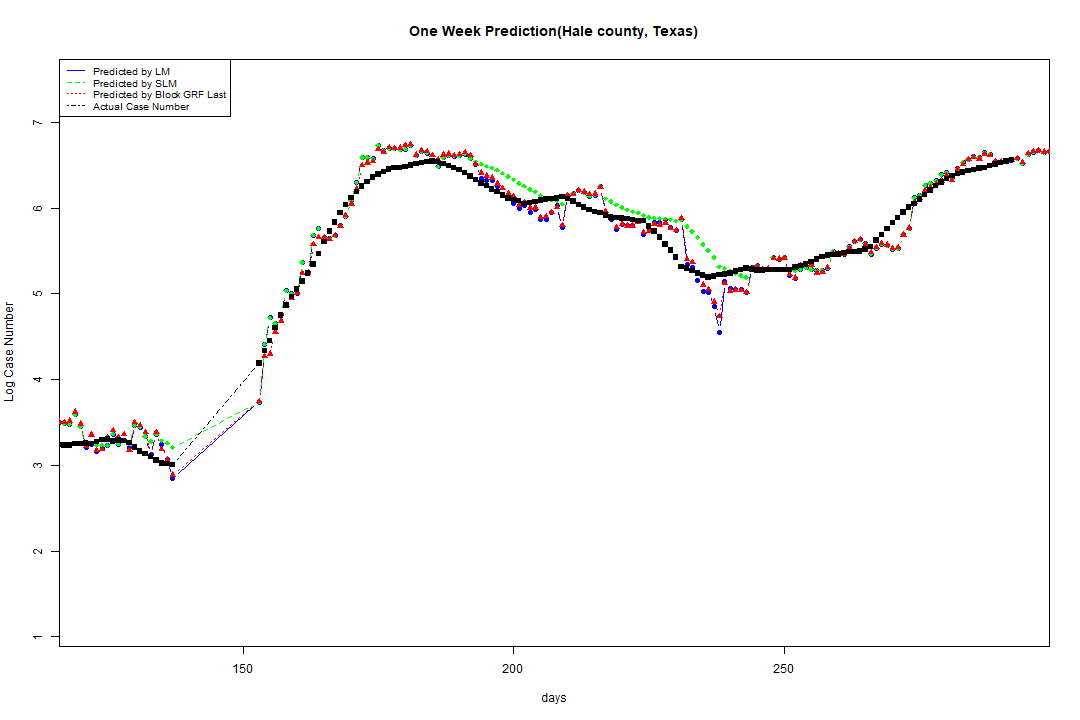 One Week Prediction(Hale county, Texas)
Predicted by LM
Predicted by SLM
Predicted by Block GRF Last
Actual Case Number
7
6
5
4
3
2
1
Log Case Number
150 200 250
days